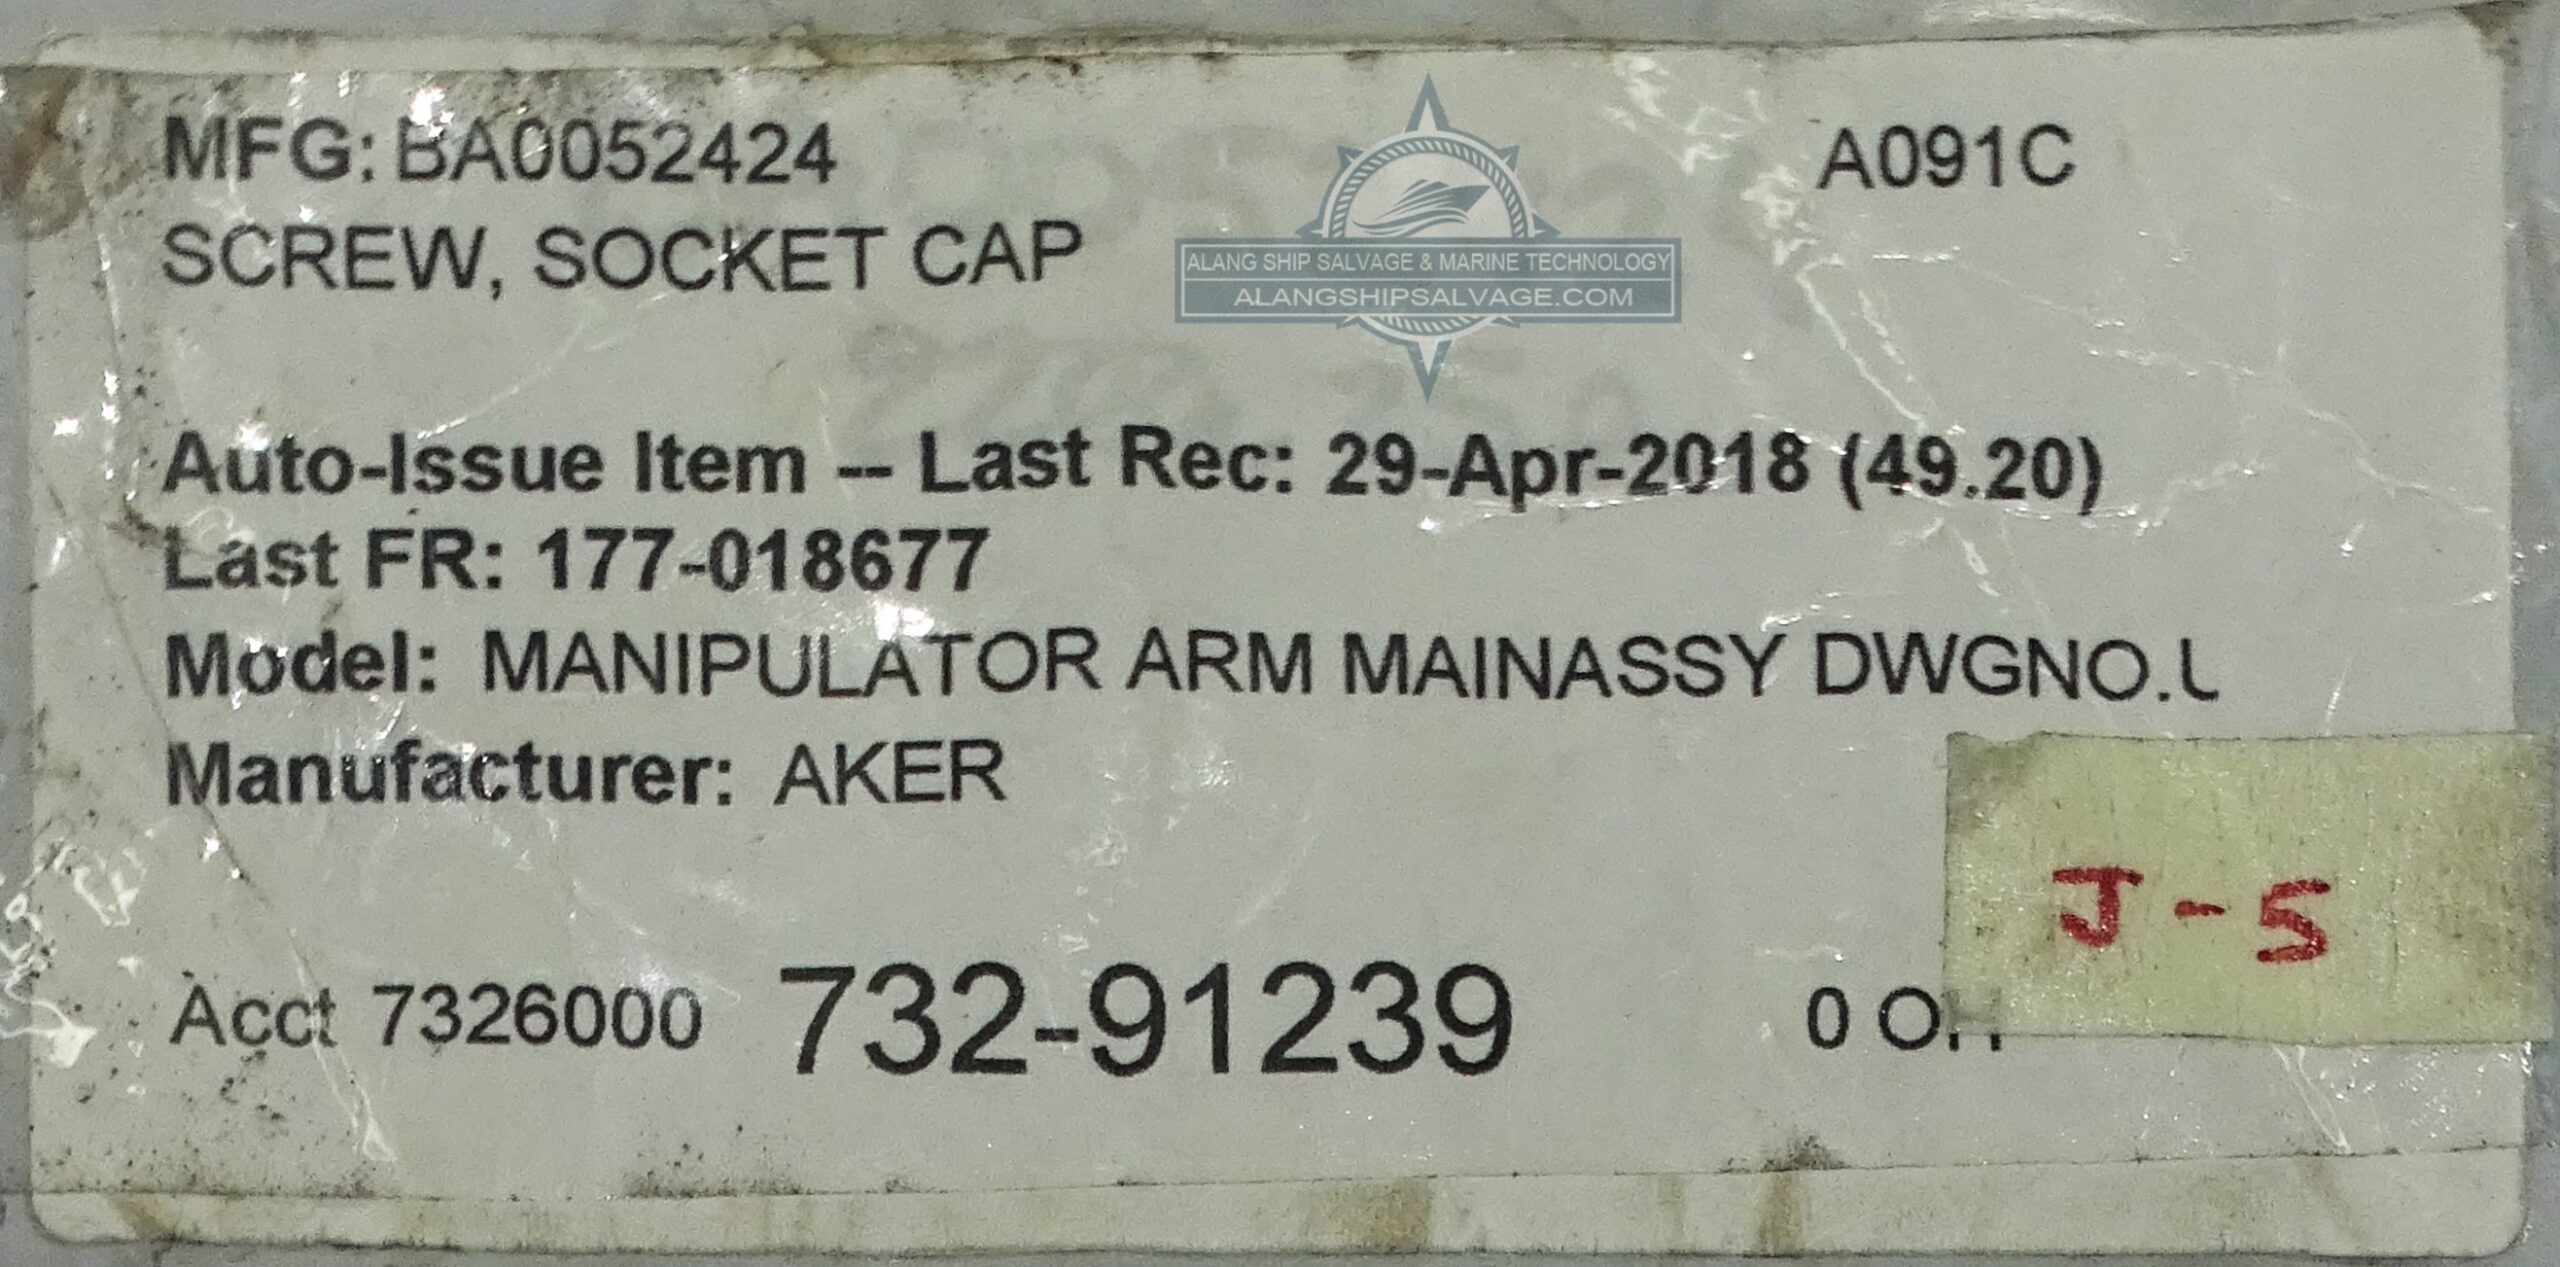 MFG: BA0052424
A091C
SCREW, SOCKET CAP
ALANG SHIP SALVAGE & MARINE TECHNOLOGY
ALANGSHIPSALVAGE.COM
Auto-Issue Item -- Last Rec: 29-Apr-2018 (49.20)
Last FR: 177-018677
Model: MANIPULATOR ARM MAINASSY
Manufacturer: AKER
J-5
Acct 7326000 732-91239
0